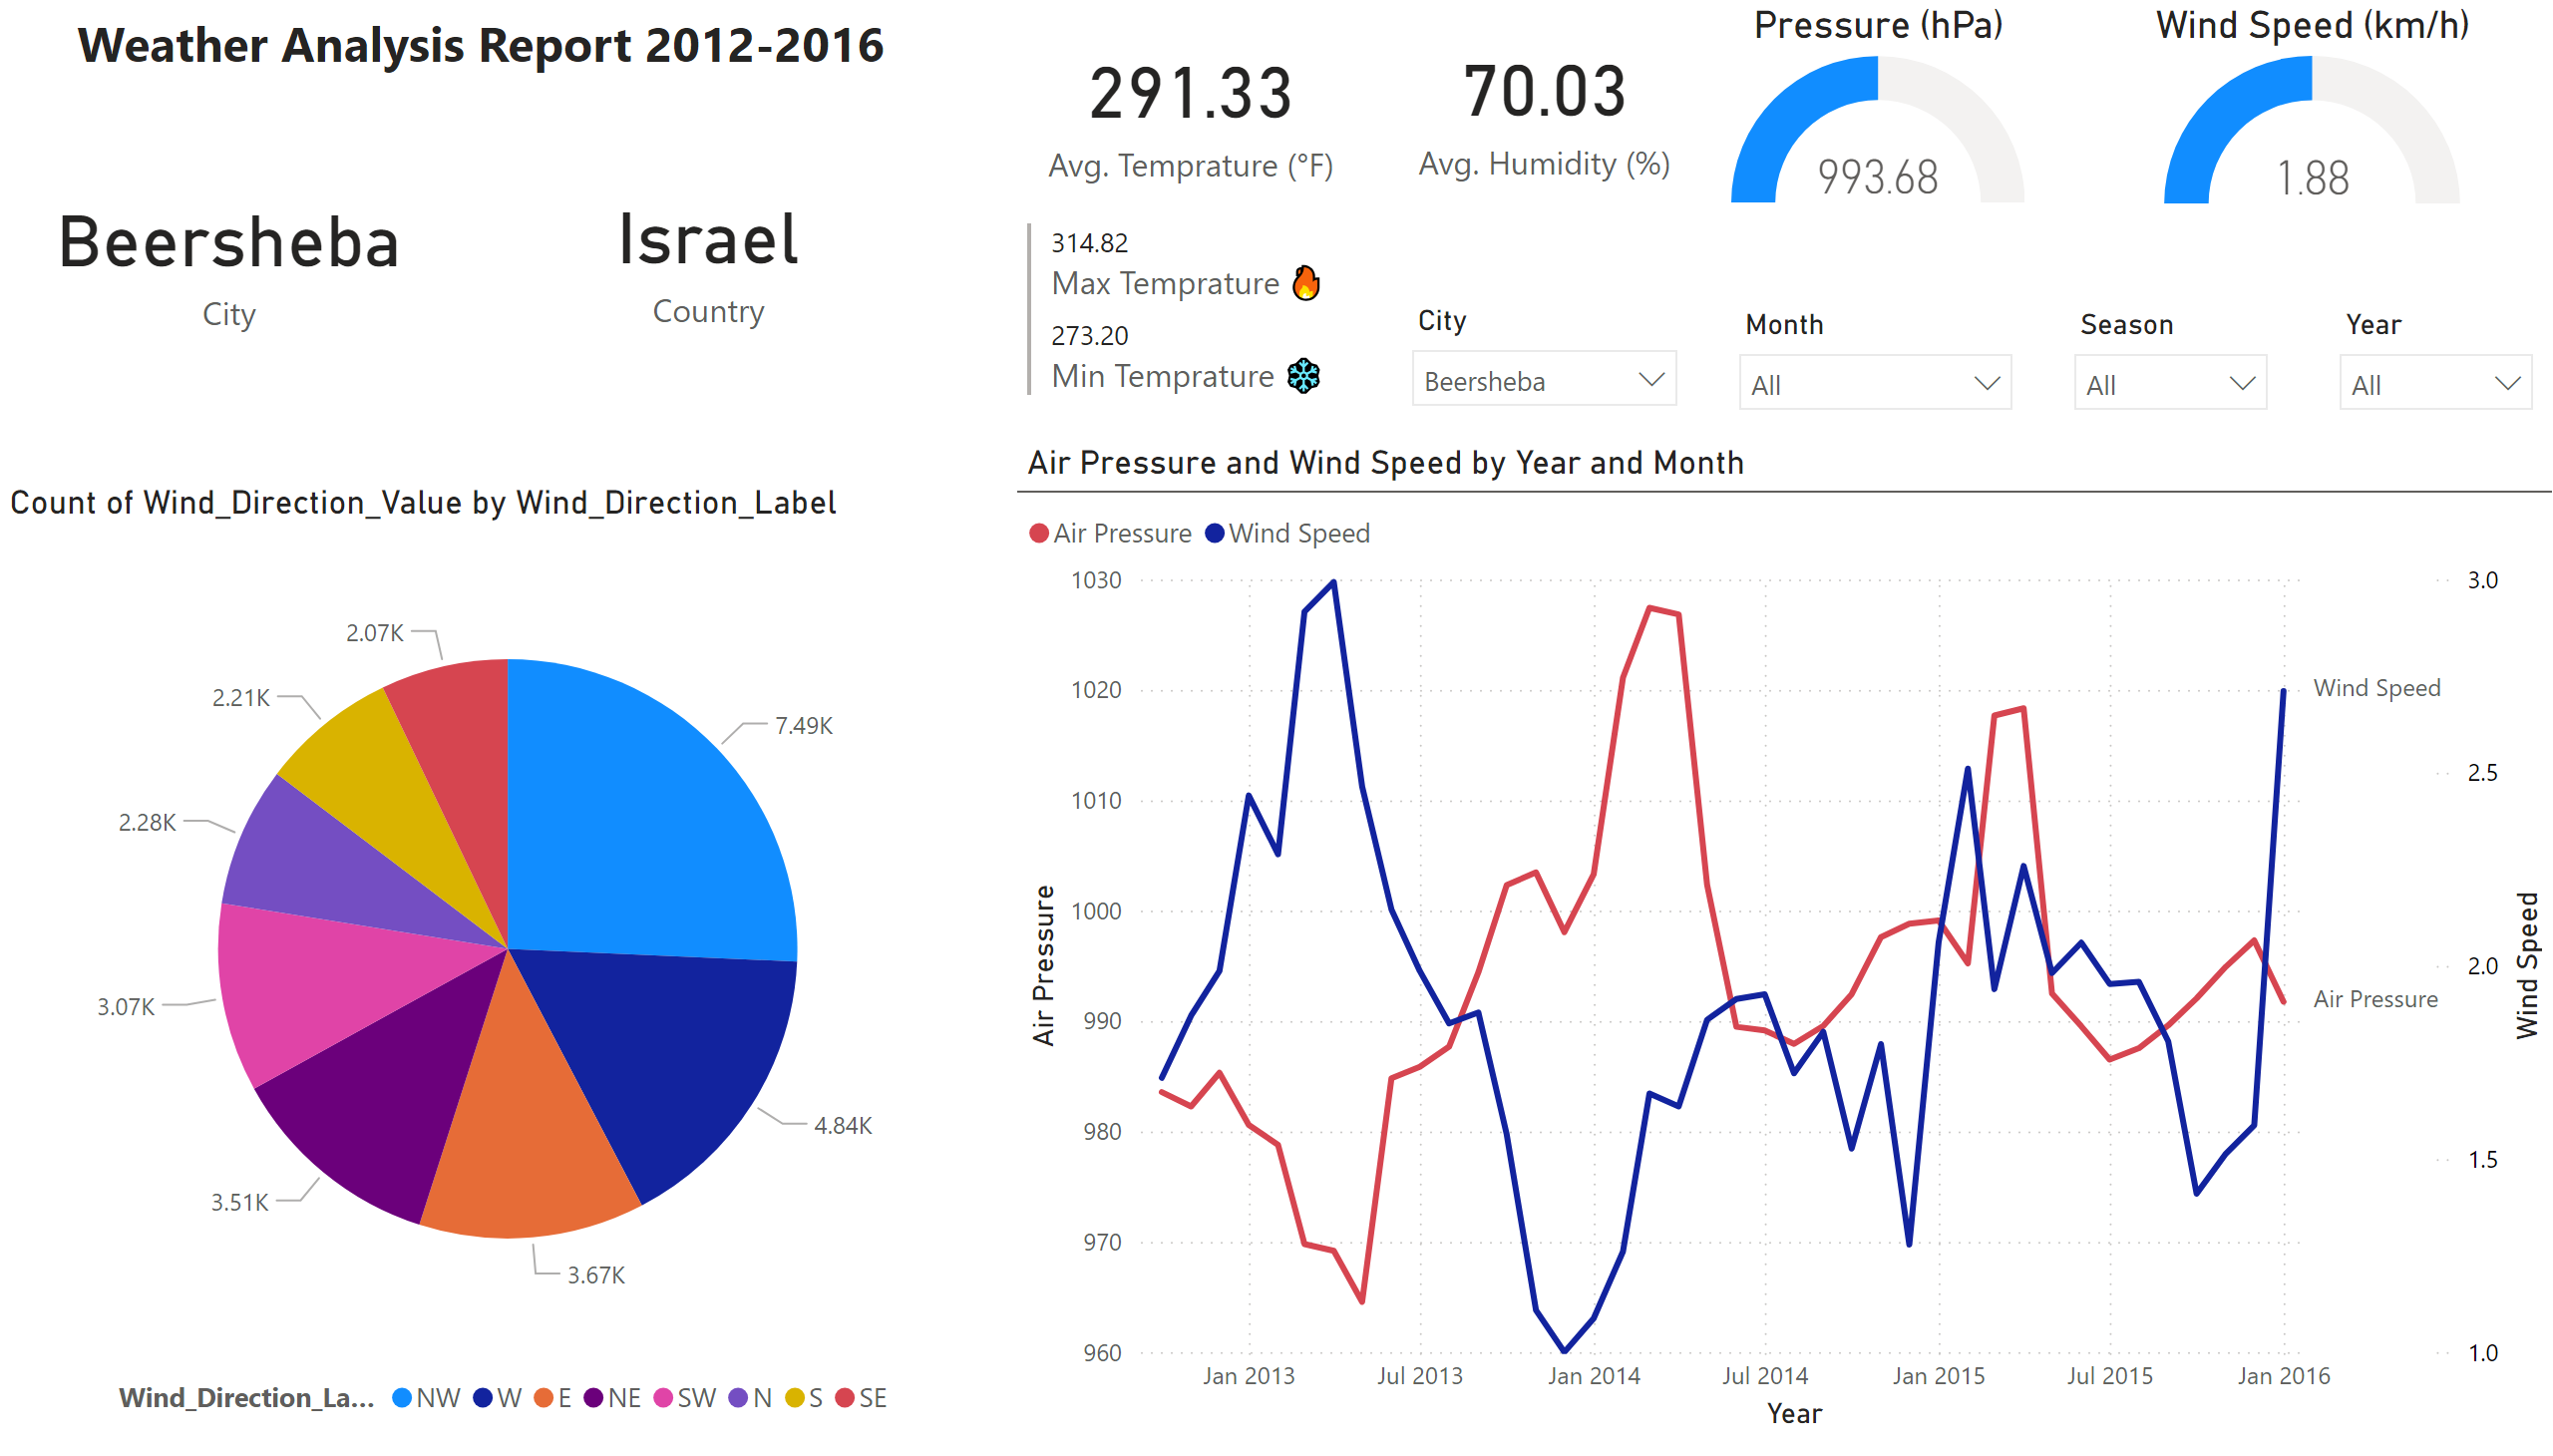 Weather Analysis Report 2012-2016
Beersheba
City
Israel
Country
291.33
Avg. Temprature (°F)
70.03
Avg. Humidity (%)
Pressure (hPa)
993.68
Wind Speed (km/h)
1.88
314.82
Max Temprature
273.20
Min Temprature
City
Beersheba
Month
All
Season
All
Year
All
Count of Wind_Direction_Value by Wind_Direction_Label
2.07K
2.21K
2.28K
3.07K
3.51K
3.67K
4.84K
7.49K
Wind_Direction_La...
NW
W
E
NE
SW
N
S
SE
Air Pressure and Wind Speed by Year and Month
Air Pressure
Wind Speed
1030
1020
1010
1000
990
980
970
960
Air Pressure
3.0
2.5
2.0
1.5
1.0
Wind Speed
Wind Speed
Air Pressure
Jan 2013
Jul 2013
Jan 2014
Jul 2014
Jan 2015
Jul 2015
Jan 2016
Year